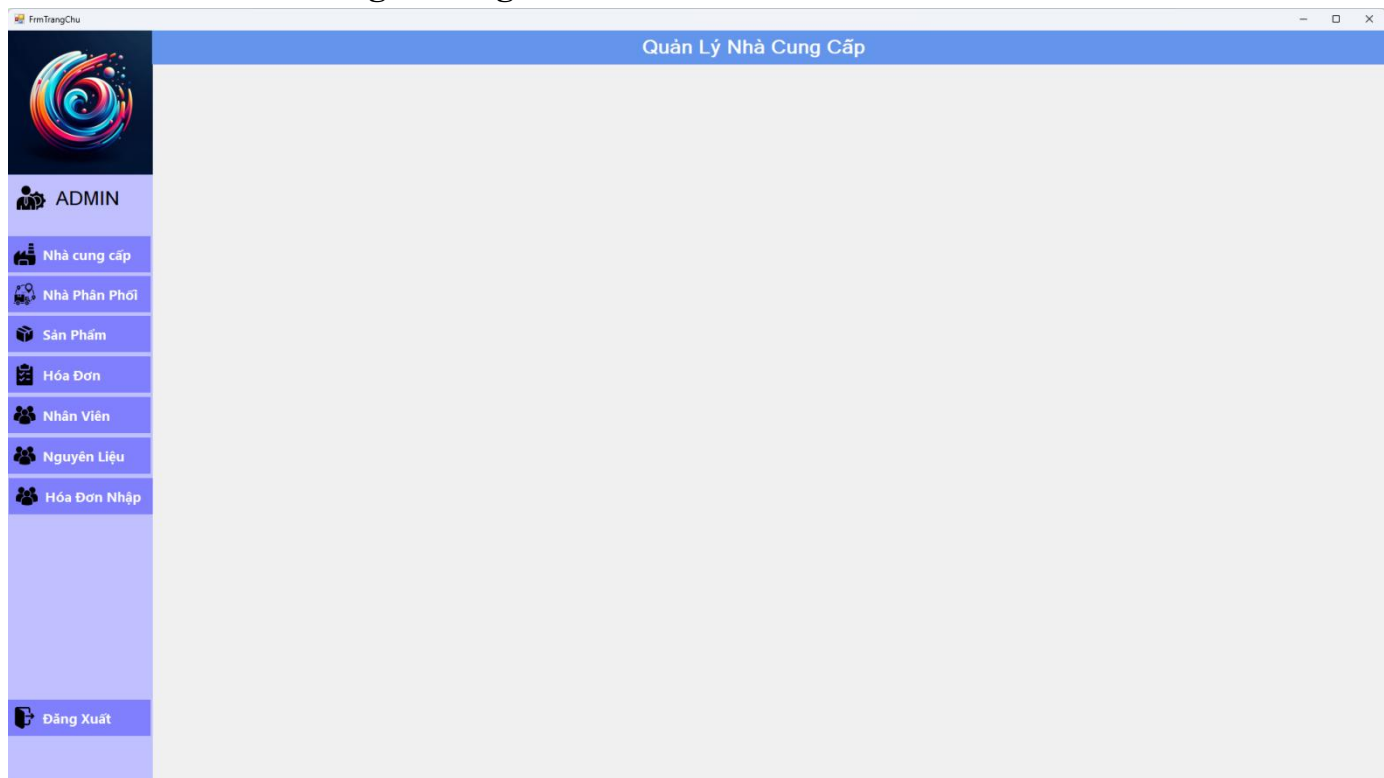 FrmTrangChu
Quản Lý Nhà Cung Cấp
ADMIN
Nhà cung cấp
Nhà Phân Phối
Sản Phẩm
Hóa Đơn
Nhân Viên
Nguyên Liệu
Hóa Đơn Nhập
Đăng Xuất